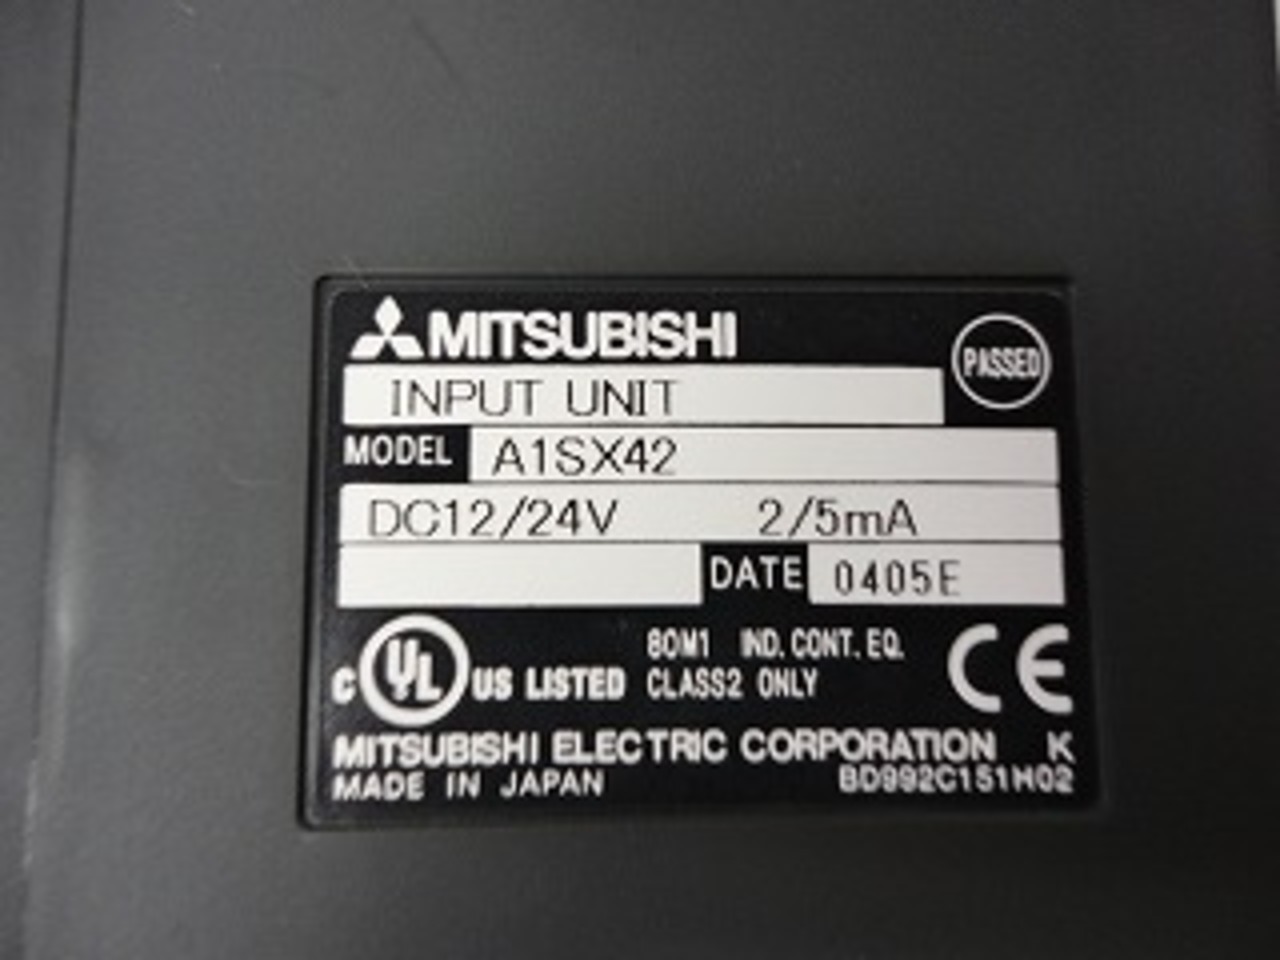 MITSUBISHI
PASSED
INPUT UNIT
MODEL A1SX42
DC12/24V 2/5mA
DATE 0405E
C UL US LISTED
80M1 IND. CONT. EQ.
CLASS2 ONLY
CE
MITSUBISHI ELECTRIC CORPORATION K
MADE IN JAPAN BD992C151H02